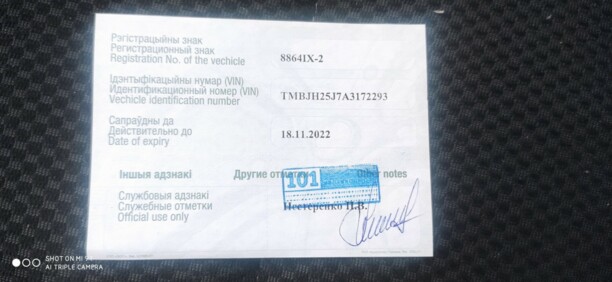 Рэгістрацыйны знак
Регистрационный знак
Registration No. of the vechicle
8864IX-2
Ідэнтыфікацыйны нумар (VIN)
Идентификационный номер (VIN)
Vechicle identification number
TMBJH25J7A3172293
Сапраўдны да
Действительно до
Date of expiry
18.11.2022
Іншыя адзнакі Другие отметки Other notes
101
Службовыя адзнакі
Служебные отметки
Official use only
Нестеренко П.В.
SHOT ON MI 9
AI TRIPLE CAMERA